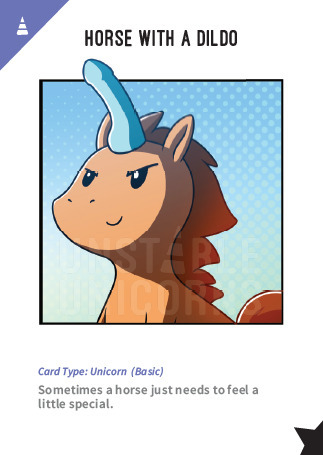 HORSE WITH A DILDO
UNSTABLE
UNICORNS
Card Type: Unicorn (Basic)
Sometimes a horse just needs to feel a
little special.